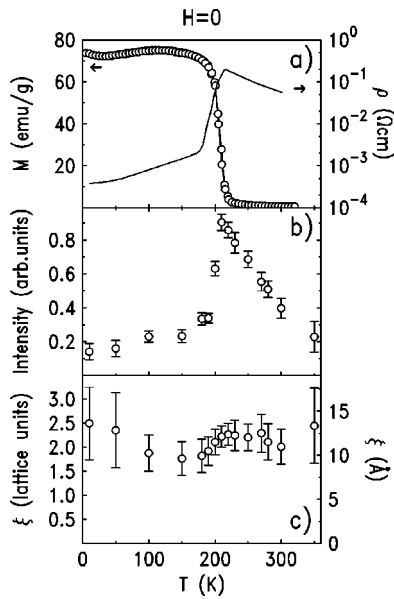 H=0
a)
M (emu/g)
80
60
40
20
ρ (Ωcm)
10⁰
10⁻¹
10⁻²
10⁻³
10⁻⁴
b)
Intensity (arb.units)
0.8
0.6
0.4
0.2
c)
ξ (lattice units)
3.0
2.5
2.0
1.5
1.0
0.5
ξ (Å)
15
10
5
0
0 100 200 300
T (K)